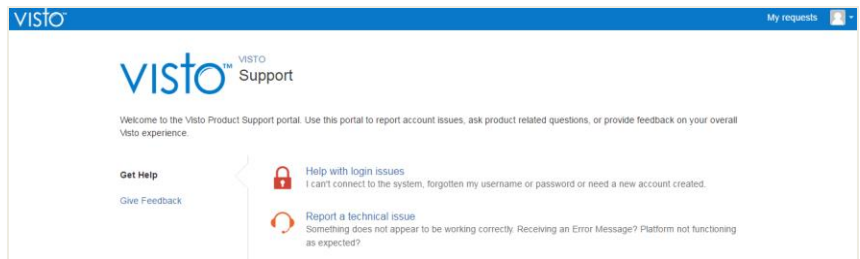 VISTO
My requests
VISTO™
VISTO
Support
Welcome to the Visto Product Support portal. Use this portal to report account issues, ask product related questions, or provide feedback on your overall
Visto experience.
Get Help
Give Feedback
Help with login issues
I can't connect to the system, forgotten my username or password or need a new account created.
Report a technical issue
Something does not appear to be working correctly. Receiving an Error Message? Platform not functioning
as expected?